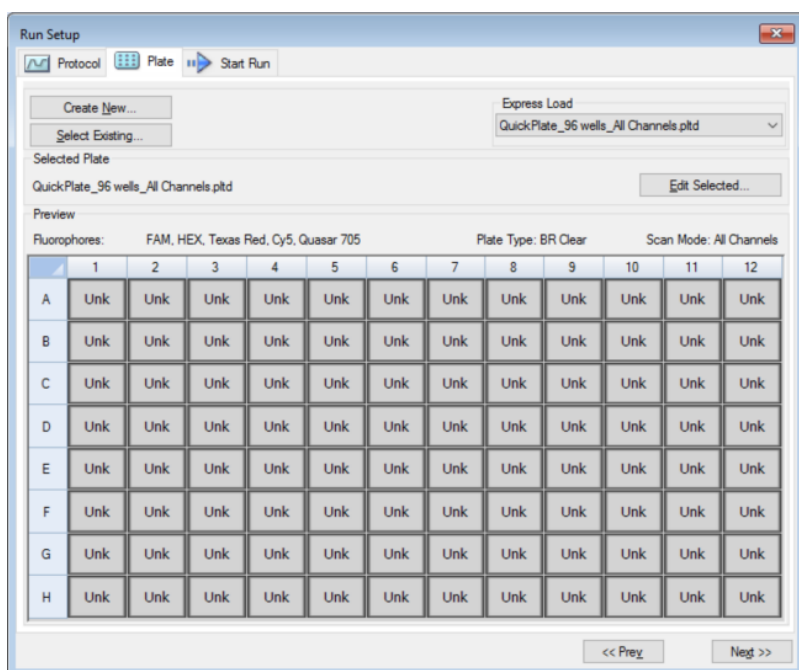 Run Setup
Protocol Plate Start Run
Create New...
Select Existing...
Express Load
QuickPlate_96 wells_All Channels.pltd
Selected Plate
QuickPlate_96 wells_All Channels.pltd
Edit Selected...
Preview
Fluorophores: FAM, HEX, Texas Red, Cy5, Quasar 705 Plate Type: BR Clear Scan Mode: All Channels
1 2 3 4 5 6 7 8 9 10 11 12
A Unk Unk Unk Unk Unk Unk Unk Unk Unk Unk Unk Unk
B Unk Unk Unk Unk Unk Unk Unk Unk Unk Unk Unk Unk
C Unk Unk Unk Unk Unk Unk Unk Unk Unk Unk Unk Unk
D Unk Unk Unk Unk Unk Unk Unk Unk Unk Unk Unk Unk
E Unk Unk Unk Unk Unk Unk Unk Unk Unk Unk Unk Unk
F Unk Unk Unk Unk Unk Unk Unk Unk Unk Unk Unk Unk
G Unk Unk Unk Unk Unk Unk Unk Unk Unk Unk Unk Unk
H Unk Unk Unk Unk Unk Unk Unk Unk Unk Unk Unk Unk
<< Prev Next >>